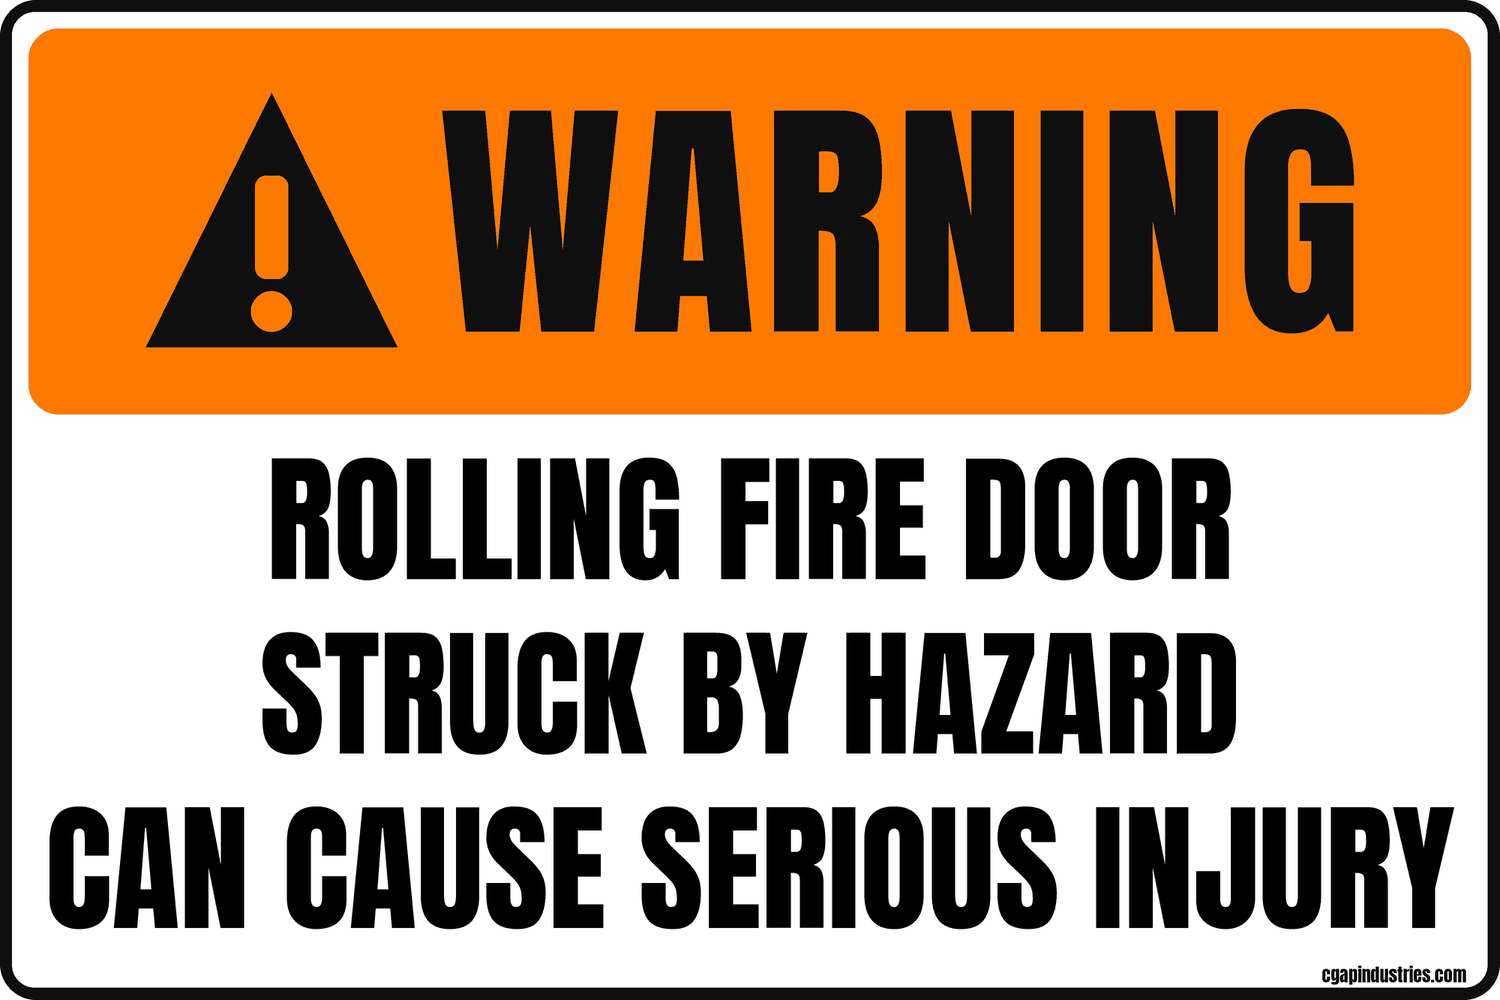 WARNING
ROLLING FIRE DOOR
STRUCK BY HAZARD
CAN CAUSE SERIOUS INJURY
cgapindustries.com